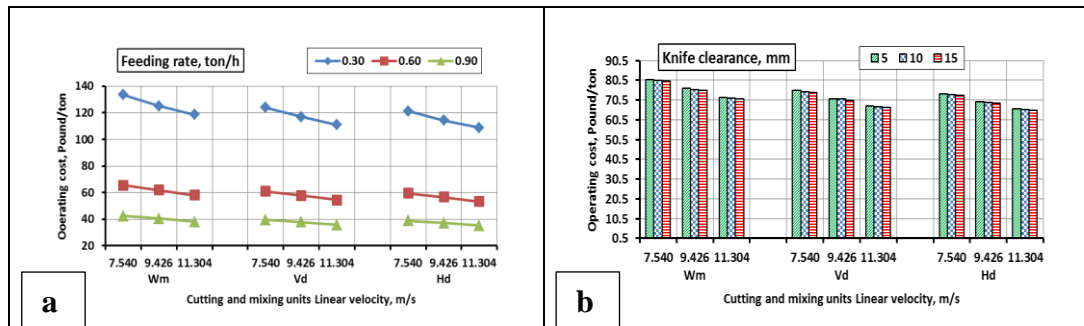 Feeding rate, ton/h
0.30 0.60 0.90
Ooerating cost, Pound/ton
140
120
100
80
60
40
20
7.540 9.426 11.304 7.540 9.426 11.304 7.540 9.426 11.304
Wm Vd Hd
Cutting and mixing units Linear velocity, m/s
a
Knife clearance, mm
5 10 15
Operating cost, Pound/ton
90.5
80.5
70.5
60.5
50.5
40.5
30.5
20.5
10.5
0.5
7.540 9.426 11.304 7.540 9.426 11.304 7.540 9.426 11.304
Wm Vd Hd
Cutting and mixing units Linear velocity, m/s
b